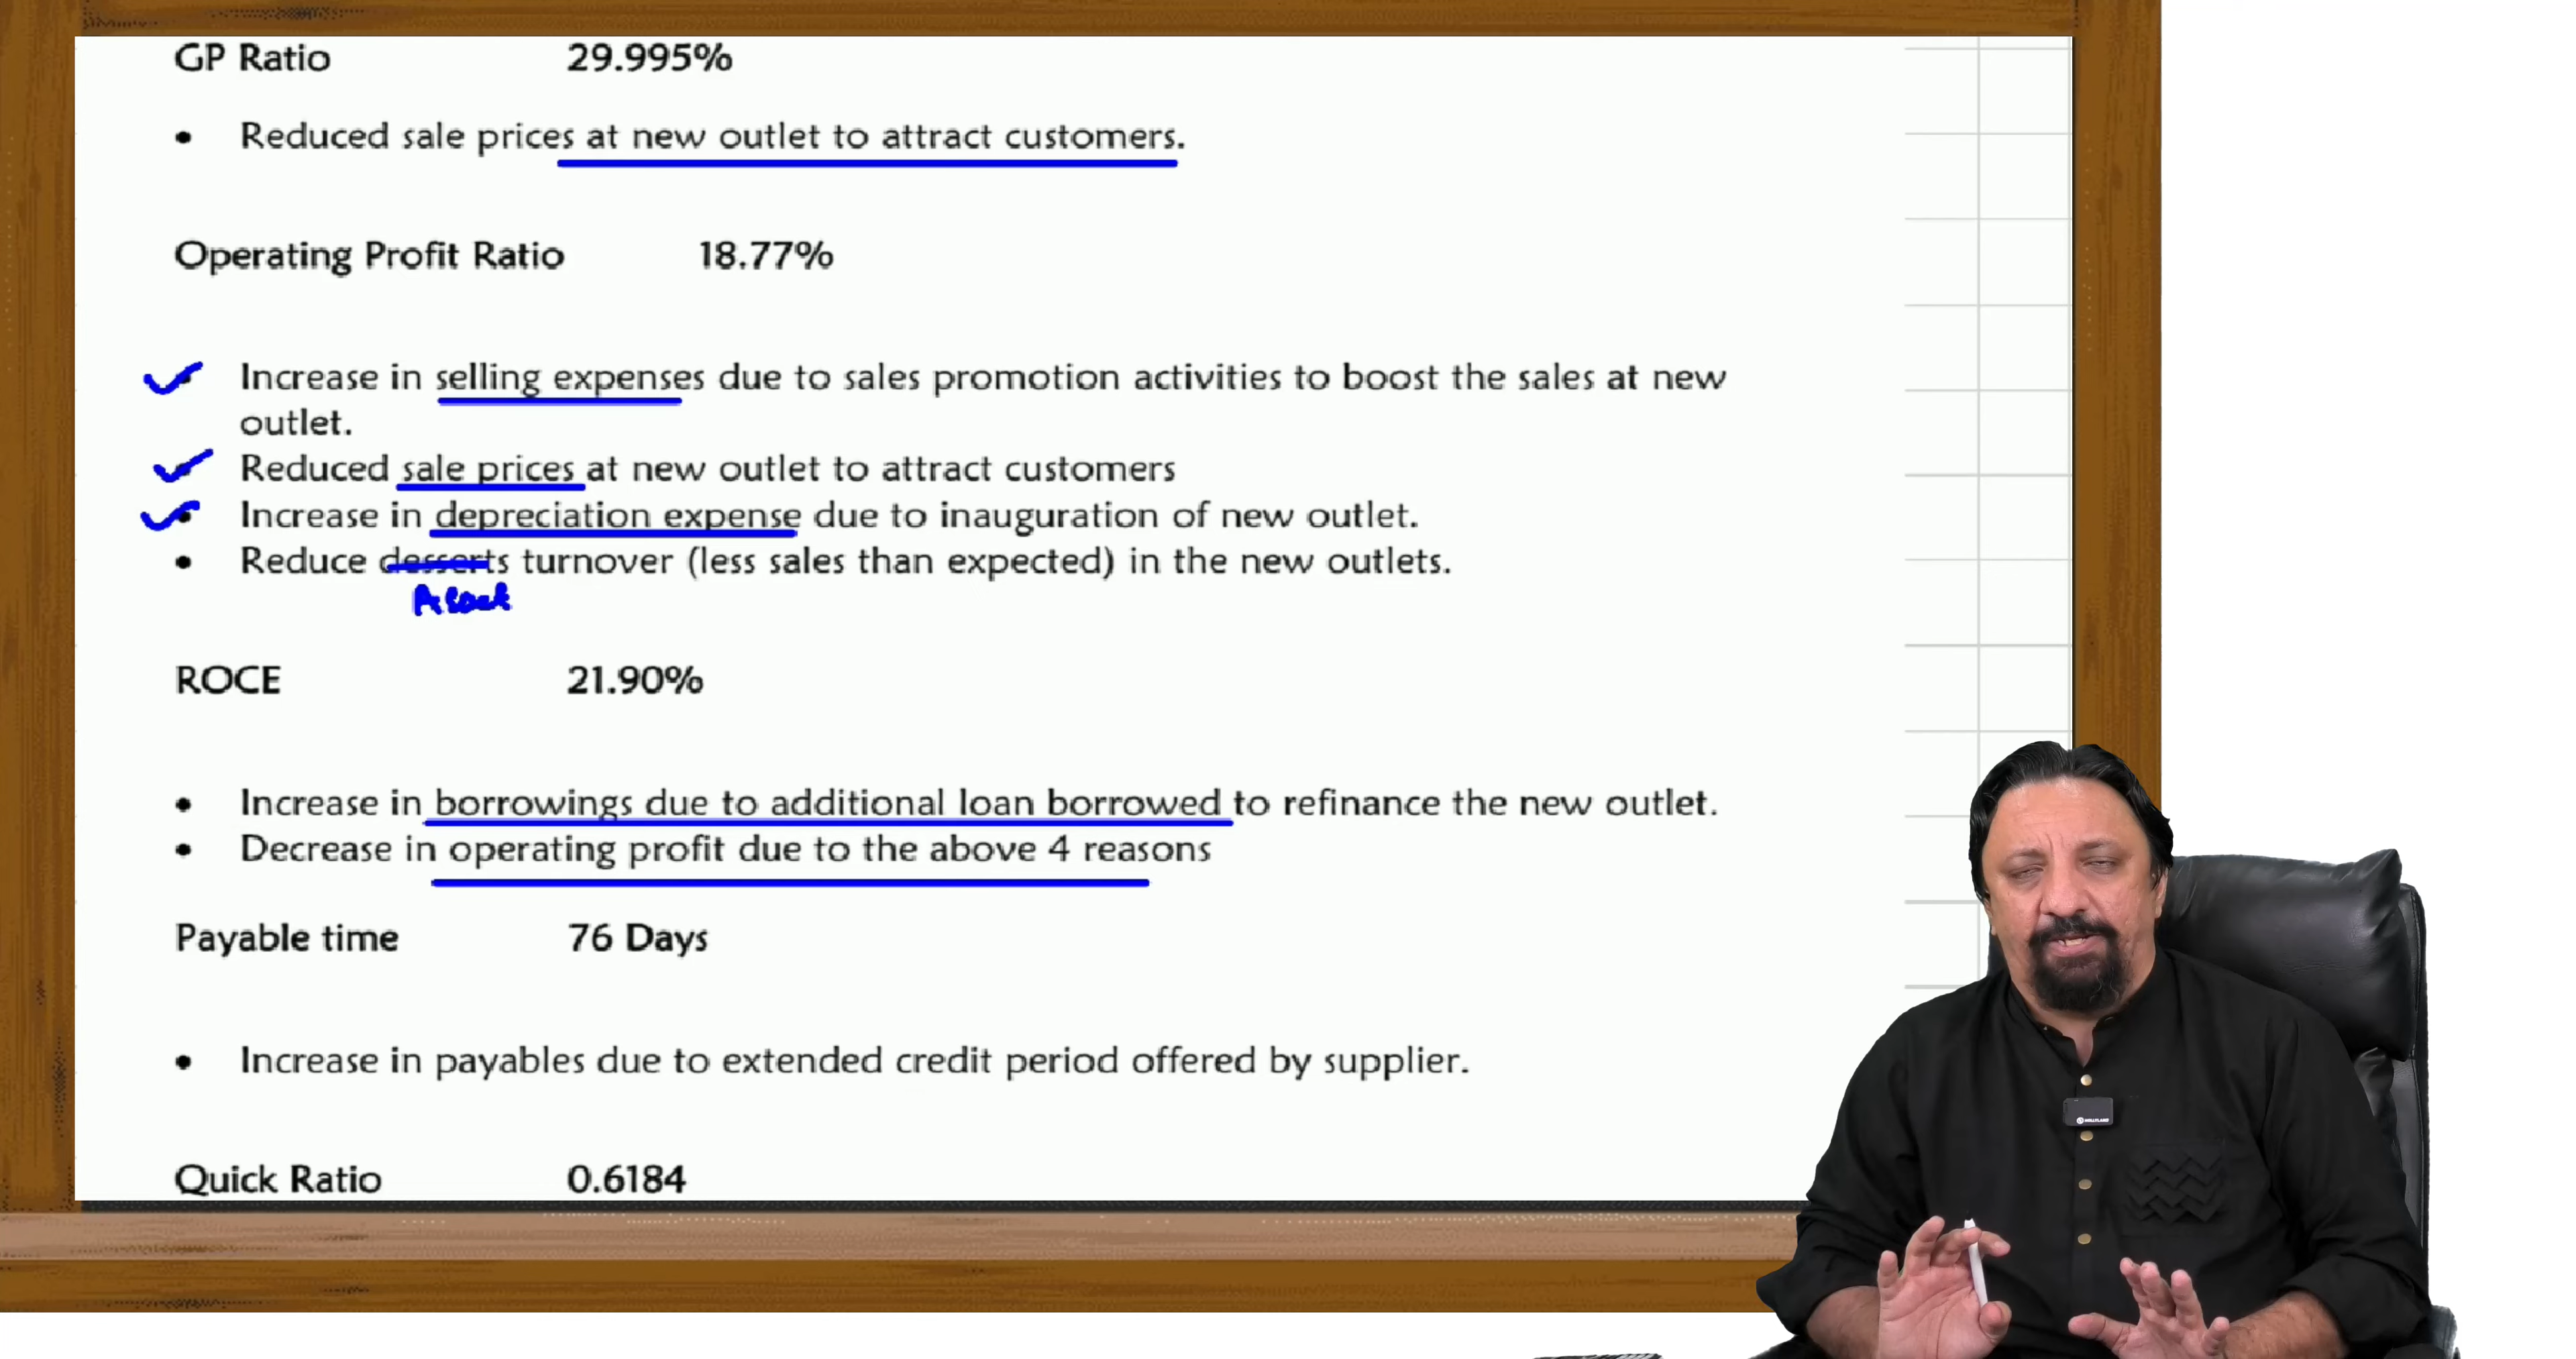 GP Ratio 29.995%
• Reduced sale prices at new outlet to attract customers.
Operating Profit Ratio 18.77%
• Increase in selling expenses due to sales promotion activities to boost the sales at new
outlet.
• Reduced sale prices at new outlet to attract customers
• Increase in depreciation expense due to inauguration of new outlet.
• Reduce desserts turnover (less sales than expected) in the new outlets.
Asset
ROCE 21.90%
• Increase in borrowings due to additional loan borrowed to refinance the new outlet.
• Decrease in operating profit due to the above 4 reasons
Payable time 76 Days
• Increase in payables due to extended credit period offered by supplier.
Quick Ratio 0.6184